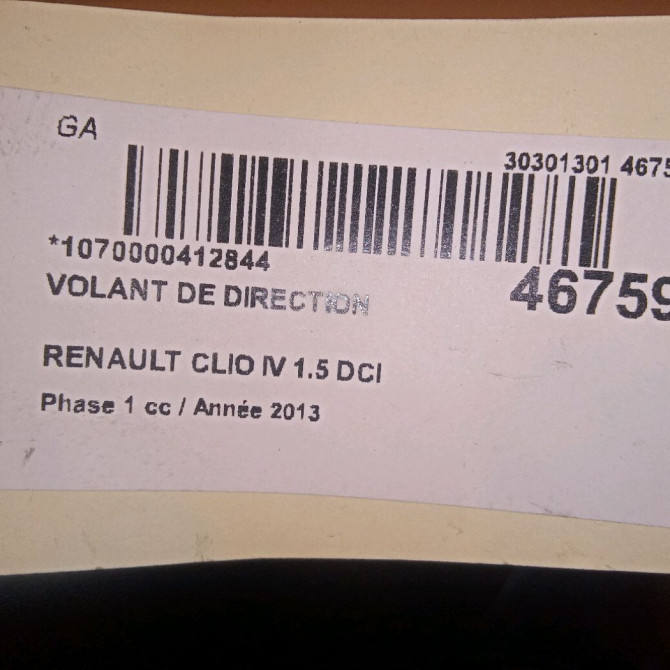 GA
30301301 4675
*1070000412844
46759
VOLANT DE DIRECTION
RENAULT CLIO IV 1.5 DCI
Phase 1 cc / Année 2013